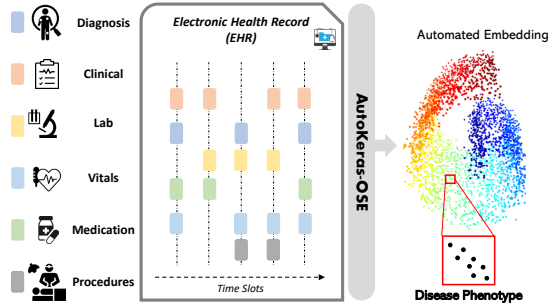 Diagnosis
Clinical
Lab
Vitals
Medication
Procedures
Electronic Health Record
(EHR)
Time Slots
AutoKeras-OSE
Automated Embedding
Disease Phenotype